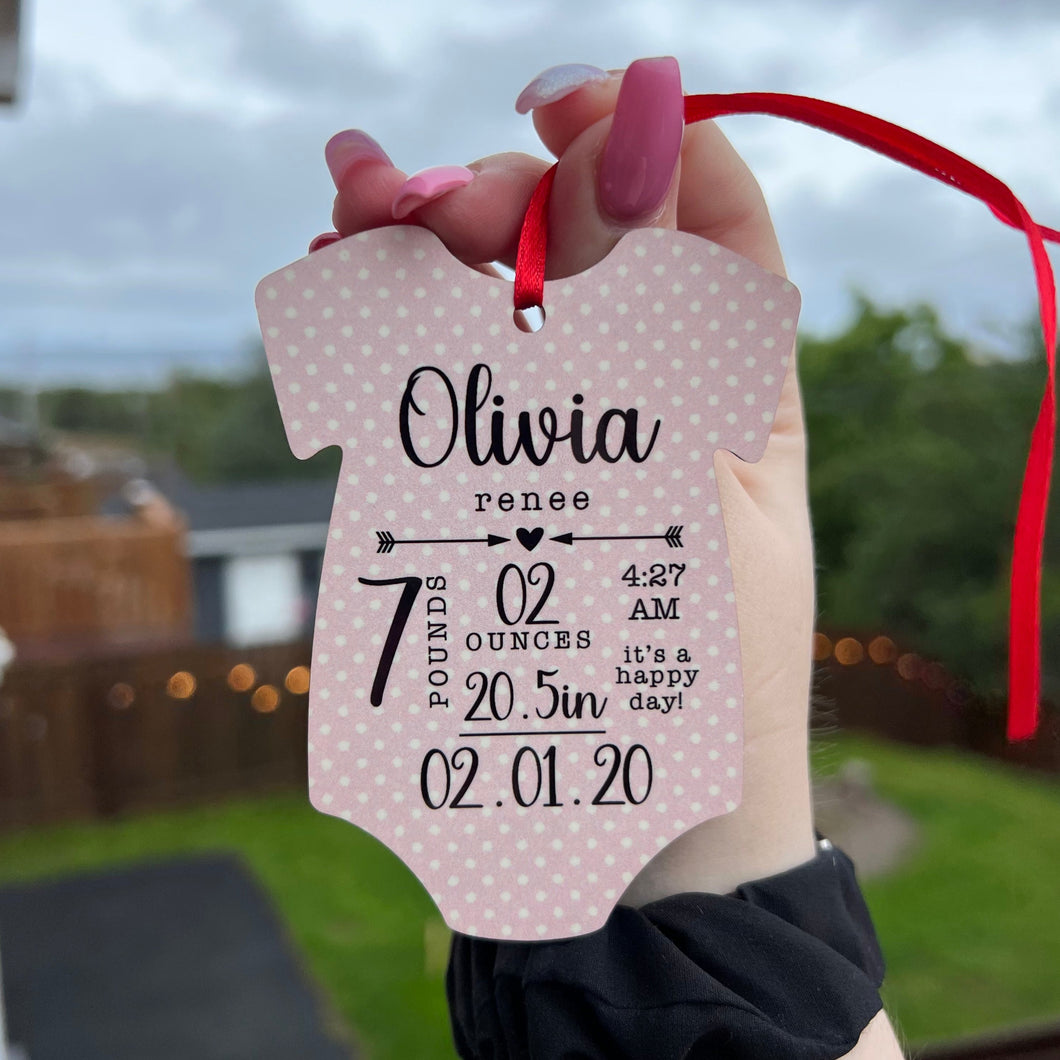 Olivia
renee
7 POUNDS
02
OUNCES
20.5in
4:27
AM
it's a
happy
day!
02.01.20